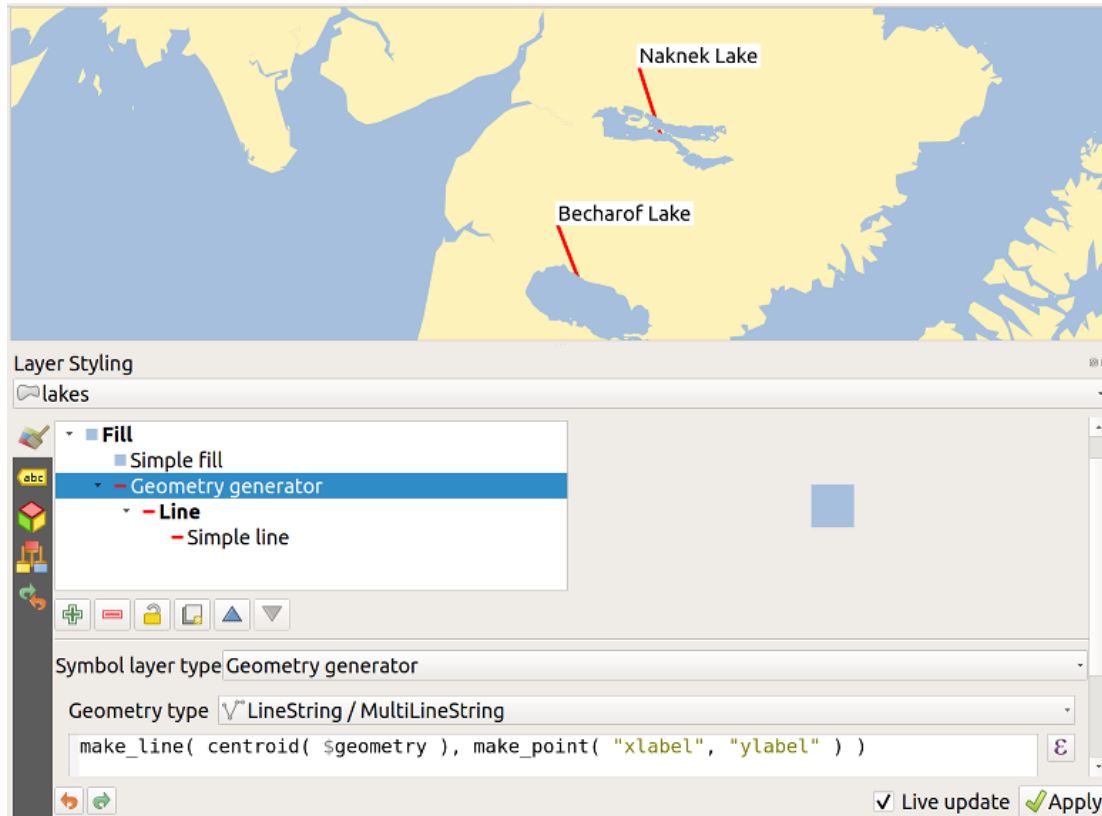 Naknek Lake
Becharof Lake
Layer Styling
lakes
Fill
Simple fill
abc
Geometry generator
Line
Simple line
Symbol layer type Geometry generator
Geometry type LineString / MultiLineString
make_line( centroid( $geometry ), make_point( "xlabel", "ylabel" ) )
ε
Live update Apply